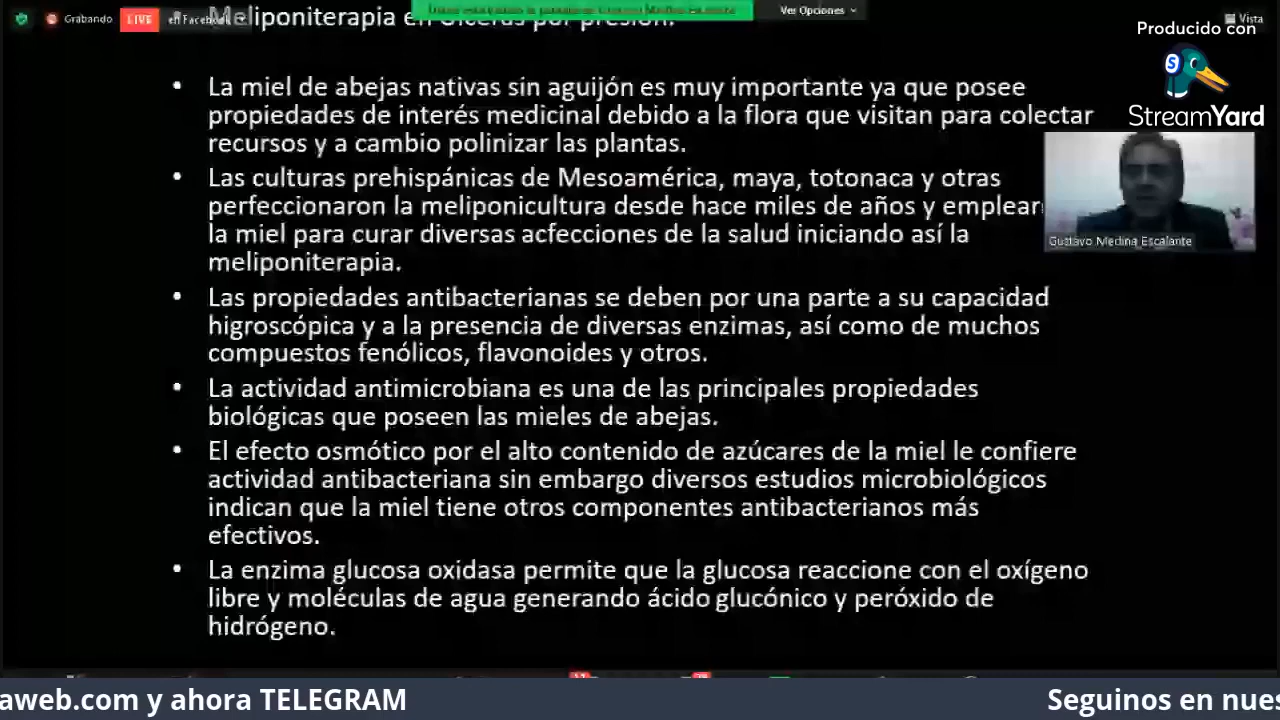 Grabando LIVE en Facebook
Ver Opciones
Vista
Producido con
StreamYard
Meliponiterapia en Úlceras por presión.
• La miel de abejas nativas sin aguijón es muy importante ya que posee
propiedades de interés medicinal debido a la flora que visitan para colectar
recursos y a cambio polinizar las plantas.
• Las culturas prehispánicas de Mesoamérica, maya, totonaca y otras
perfeccionaron la meliponicultura desde hace miles de años y emplear
la miel para curar diversas acfecciones de la salud iniciando así la
meliponiterapia.
Gustavo Medina Escalante
• Las propiedades antibacterianas se deben por una parte a su capacidad
higroscópica y a la presencia de diversas enzimas, así como de muchos
compuestos fenólicos, flavonoides y otros.
• La actividad antimicrobiana es una de las principales propiedades
biológicas que poseen las mieles de abejas.
• El efecto osmótico por el alto contenido de azúcares de la miel le confiere
actividad antibacteriana sin embargo diversos estudios microbiológicos
indican que la miel tiene otros componentes antibacterianos más
efectivos.
• La enzima glucosa oxidasa permite que la glucosa reaccione con el oxígeno
libre y moléculas de agua generando ácido glucónico y peróxido de
hidrógeno.
aweb.com y ahora TELEGRAM
Seguinos en nues